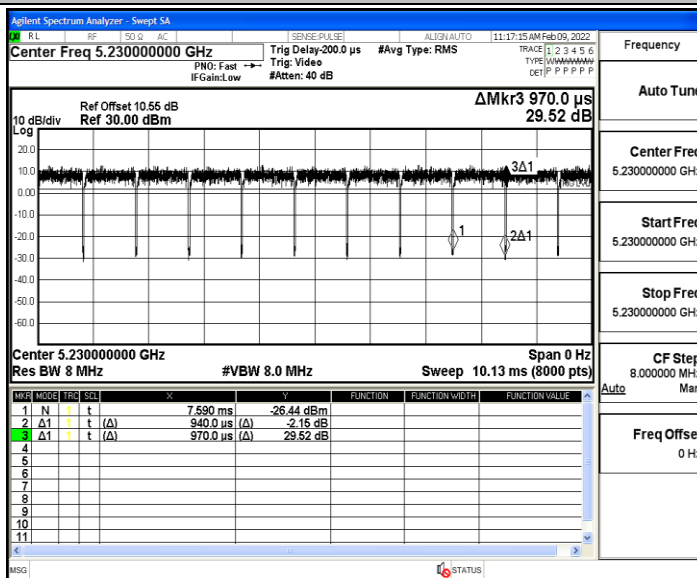 Agilent Spectrum Analyzer - Swept SA
RL RF 50 Ω AC SENSE:PULSE ALIGN AUTO 11:17:15 AM Feb 09, 2022
Center Freq 5.230000000 GHz
PNO: Fast
IFGain:Low
Trig Delay-200.0 µs
Trig: Video
#Atten: 40 dB
#Avg Type: RMS
TRACE 1 2 3 4 5 6
TYPE
DET P P P P P P
ΔMkr3 970.0 µs
29.52 dB
Ref Offset 10.55 dB
10 dB/div Ref 30.00 dBm
Log
20.0
10.0
0.00
-10.0
-20.0
-30.0
-40.0
-50.0
-60.0
3Δ1
1
2Δ1
Center 5.230000000 GHz Span 0 Hz
Res BW 8 MHz #VBW 8.0 MHz Sweep 10.13 ms (8000 pts)
MKR MODE TRC SCL X Y FUNCTION FUNCTION WIDTH FUNCTION VALUE
1 N 1 t 7.590 ms -26.44 dBm
2 Δ1 1 t (Δ) 940.0 µs (Δ) -2.15 dB
3 Δ1 1 t (Δ) 970.0 µs (Δ) 29.52 dB
4
5
6
7
8
9
10
11
MSG STATUS
Frequency
Auto Tune
Center Freq
5.230000000 GHz
Start Freq
5.230000000 GHz
Stop Freq
5.230000000 GHz
CF Step
8.000000 MHz
Auto Man
Freq Offset
0 Hz